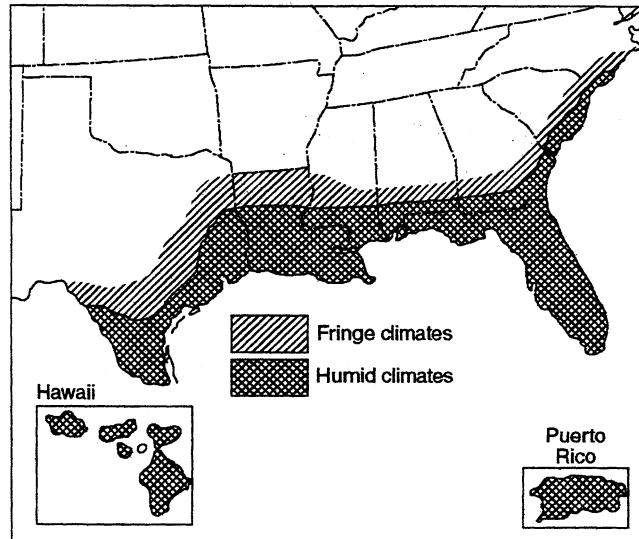 Fringe climates
Humid climates
Hawaii
Puerto
Rico